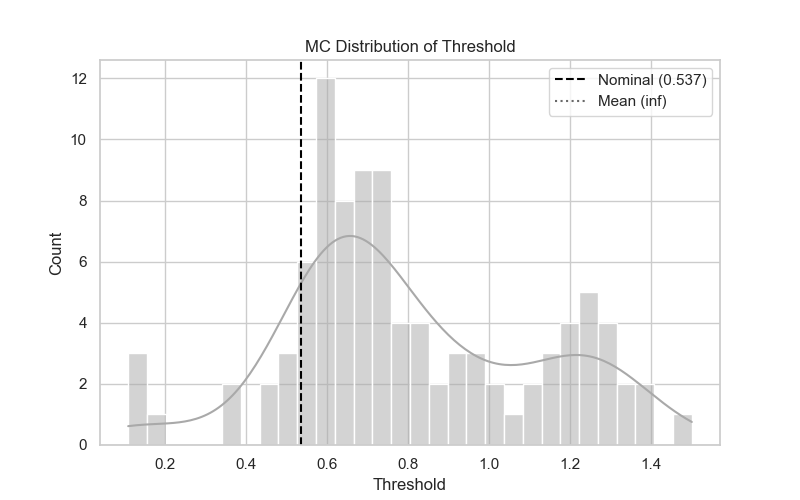 MC Distribution of Threshold
Nominal (0.537)
Mean (inf)
Count
12
10
8
6
4
2
0
0.2 0.4 0.6 0.8 1.0 1.2 1.4
Threshold